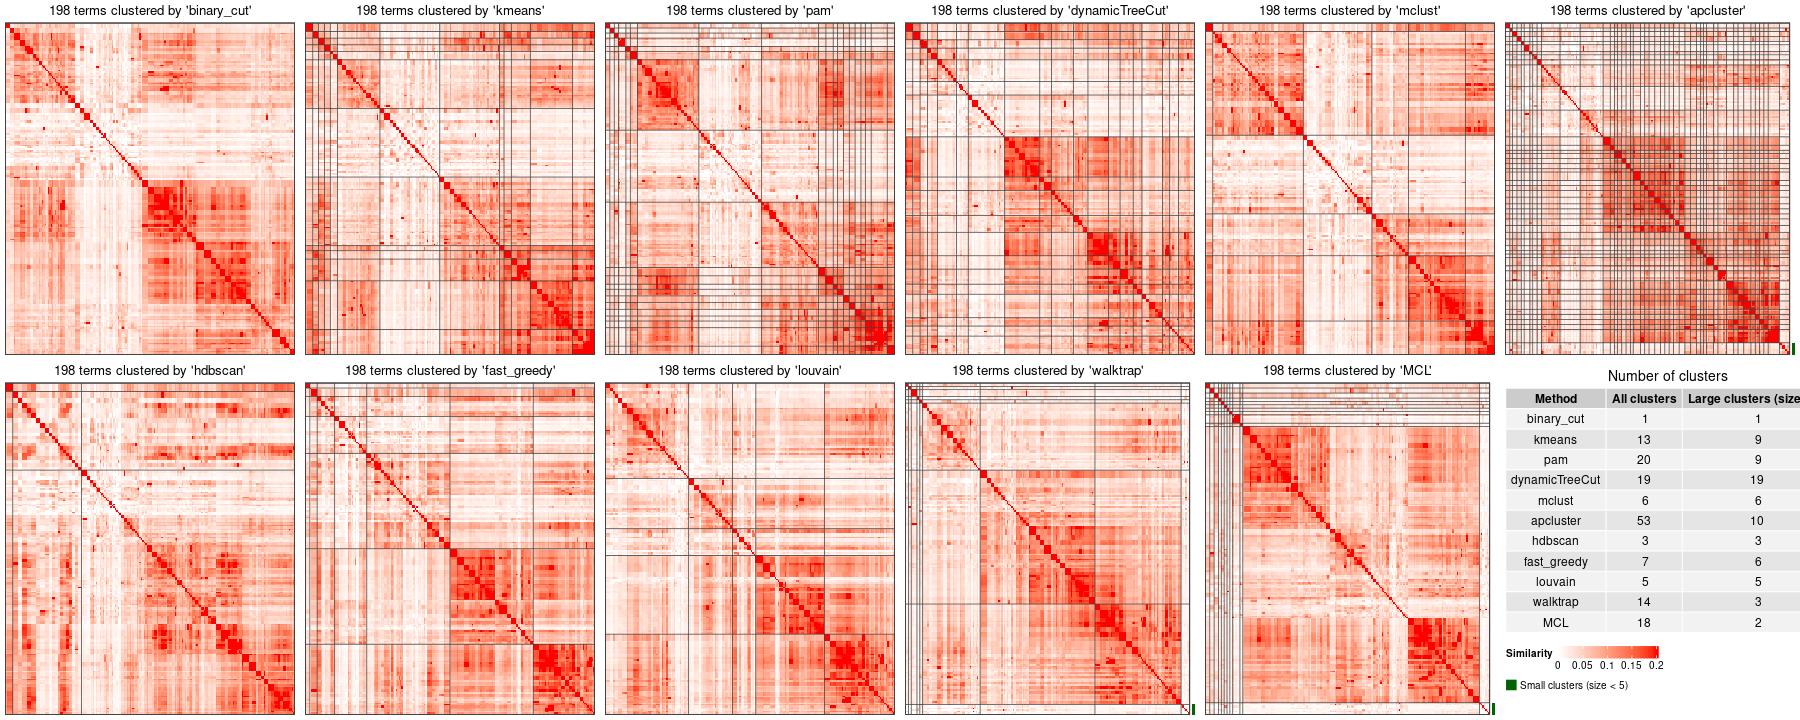 198 terms clustered by 'binary_cut'
198 terms clustered by 'kmeans'
198 terms clustered by 'pam'
198 terms clustered by 'dynamicTreeCut'
198 terms clustered by 'mclust'
198 terms clustered by 'apcluster'
198 terms clustered by 'hdbscan'
198 terms clustered by 'fast_greedy'
198 terms clustered by 'louvain'
198 terms clustered by 'walktrap'
198 terms clustered by 'MCL'
Number of clusters
Method All clusters Large clusters (size
binary_cut 1 1
kmeans 13 9
pam 20 9
dynamicTreeCut 19 19
mclust 6 6
apcluster 53 10
hdbscan 3 3
fast_greedy 7 6
louvain 5 5
walktrap 14 3
MCL 18 2
Similarity
0 0.05 0.1 0.15 0.2
Small clusters (size < 5)